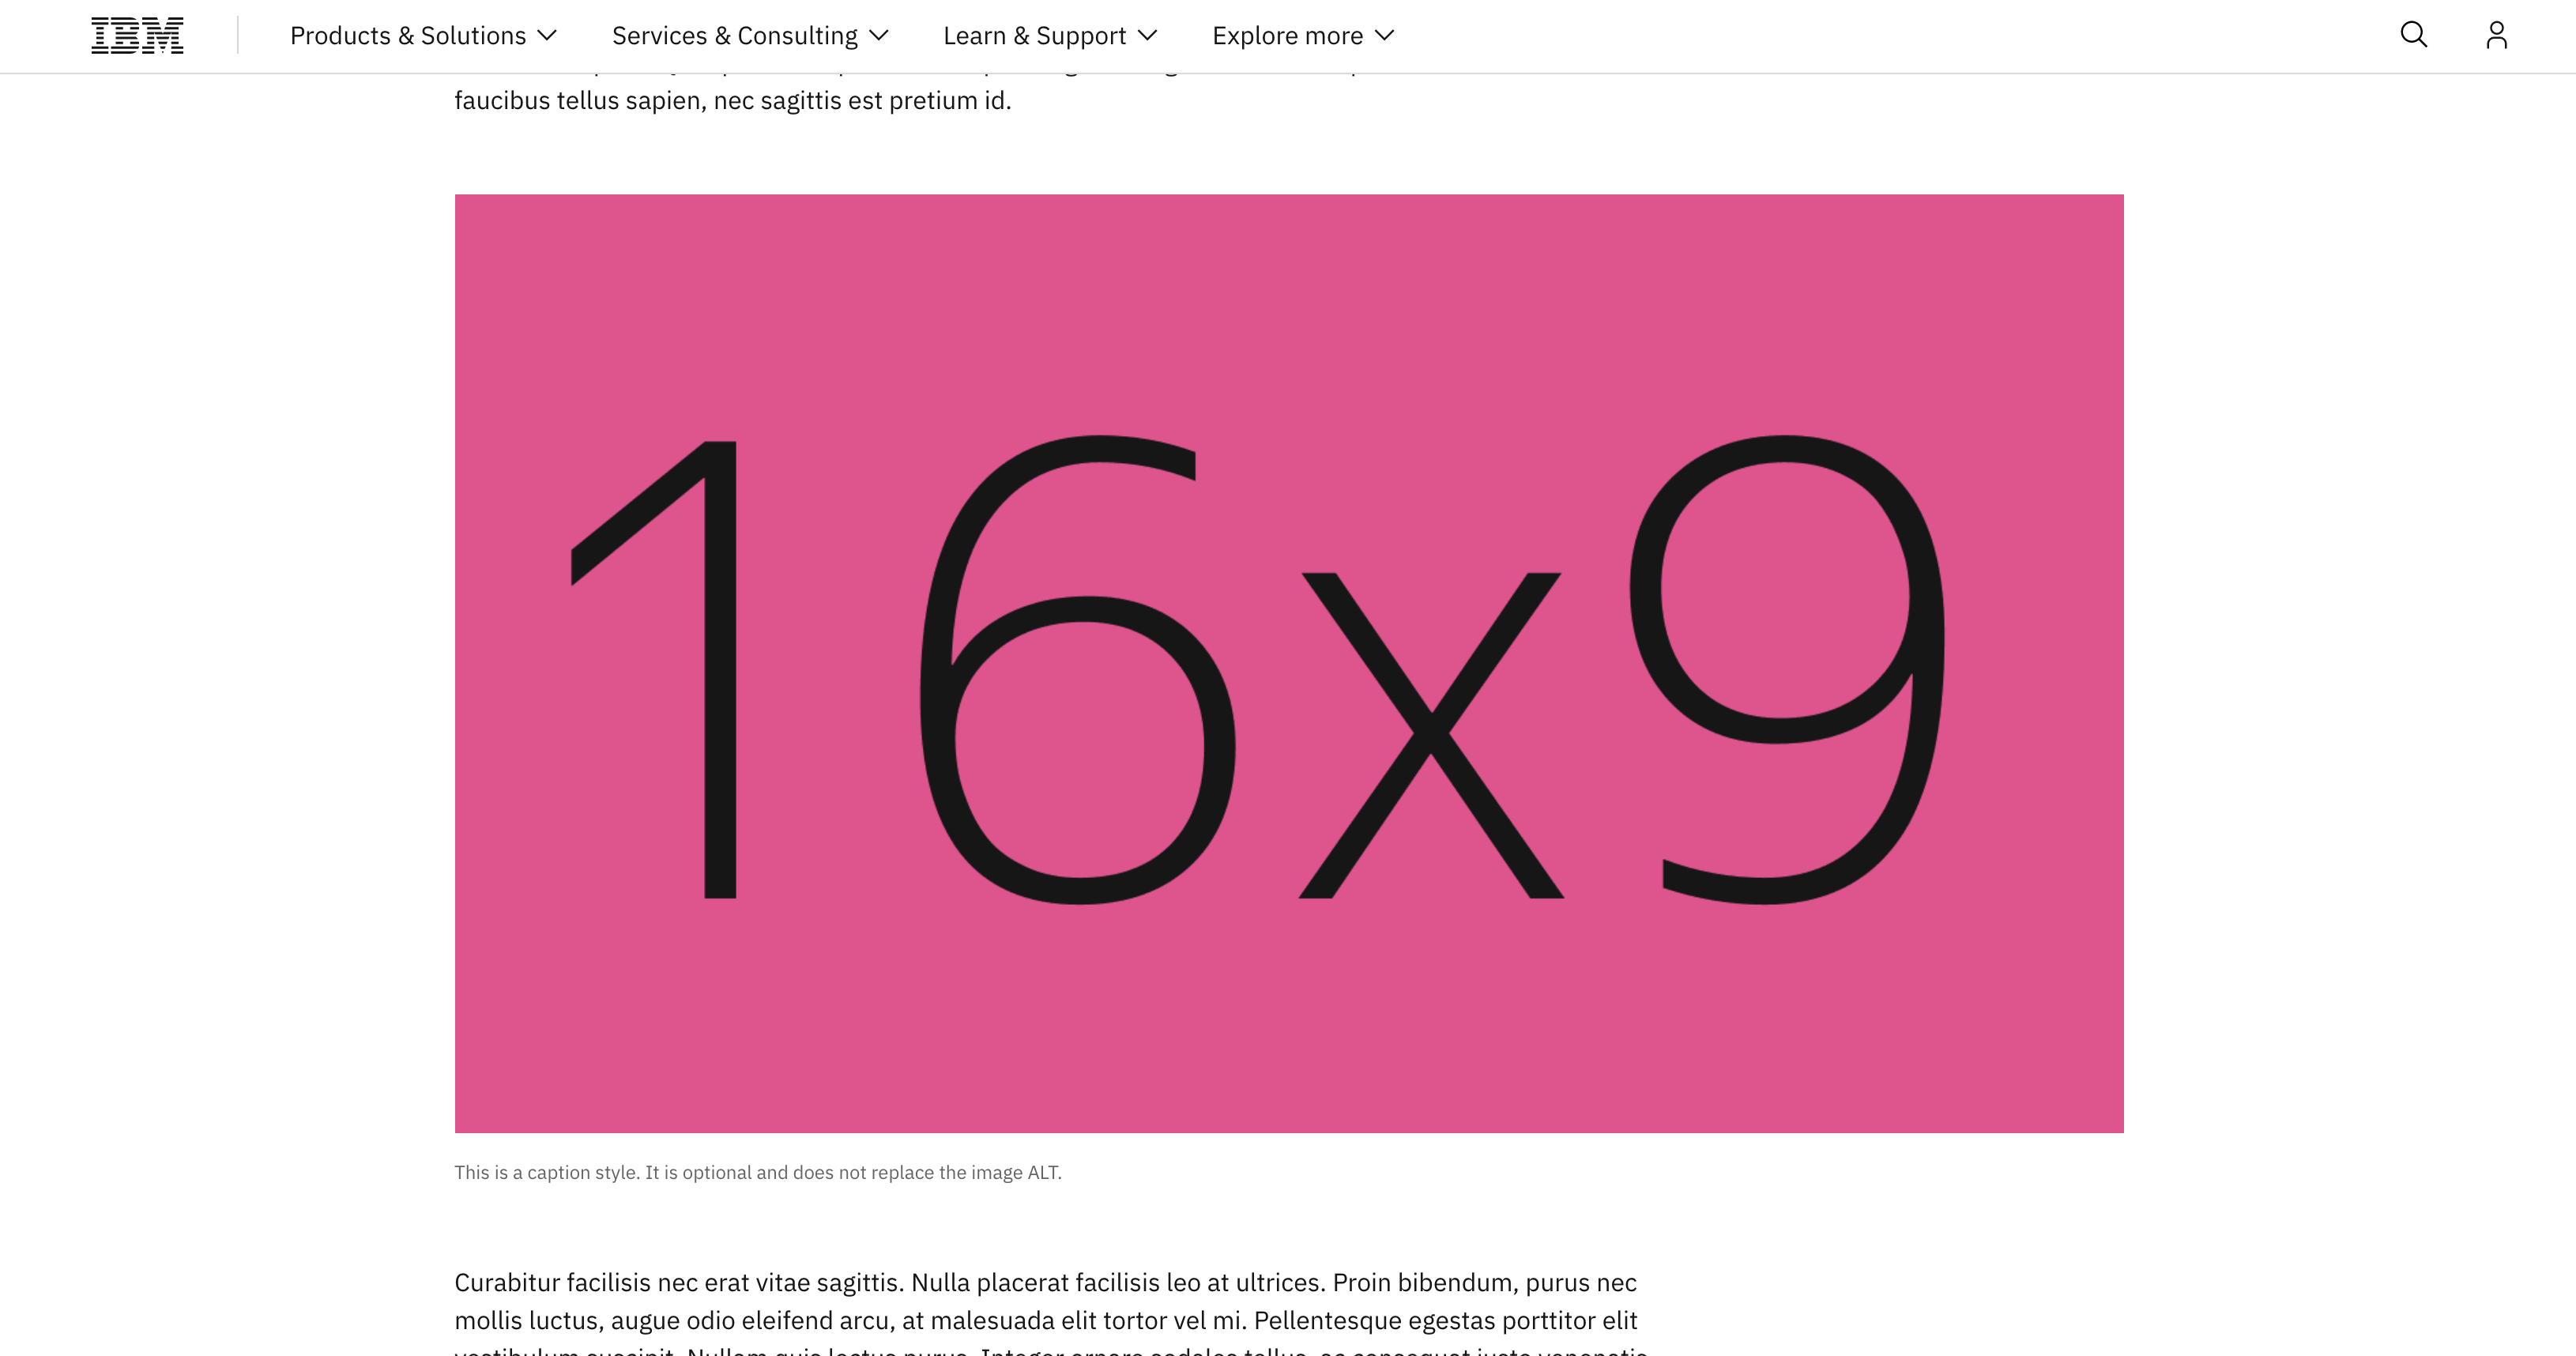 IBM
Products & Solutions
Services & Consulting
Learn & Support
Explore more
faucibus tellus sapien, nec sagittis est pretium id.
16x9
This is a caption style. It is optional and does not replace the image ALT.
Curabitur facilisis nec erat vitae sagittis. Nulla placerat facilisis leo at ultrices. Proin bibendum, purus nec
mollis luctus, augue odio eleifend arcu, at malesuada elit tortor vel mi. Pellentesque egestas porttitor elit